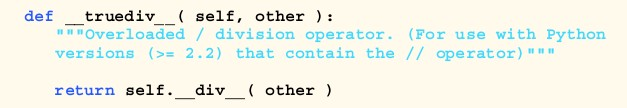 def __truediv__( self, other ):
"""Overloaded / division operator. (For use with Python
versions (>= 2.2) that contain the // operator)"""
return self.__div__( other )